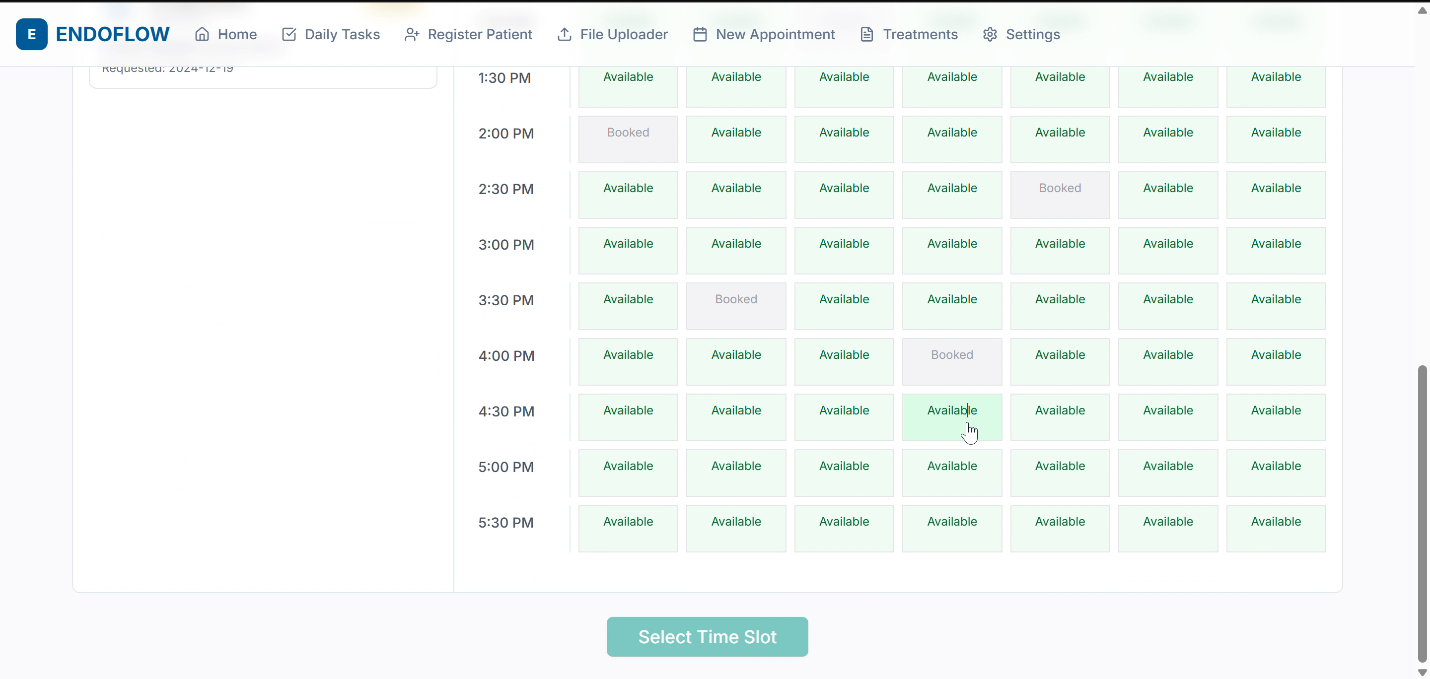 E ENDOFLOW Home Daily Tasks Register Patient File Uploader New Appointment Treatments Settings
Requested: 2024-12-19
1:30 PM Available Available Available Available Available Available Available
2:00 PM Booked Available Available Available Available Available Available
2:30 PM Available Available Available Available Booked Available Available
3:00 PM Available Available Available Available Available Available Available
3:30 PM Available Booked Available Available Available Available Available
4:00 PM Available Available Available Booked Available Available Available
4:30 PM Available Available Available Available Available Available Available
5:00 PM Available Available Available Available Available Available Available
5:30 PM Available Available Available Available Available Available Available
Select Time Slot